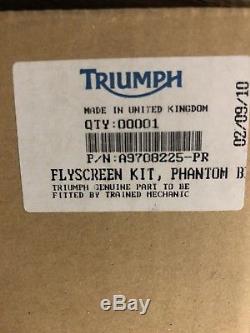 TRIUMPH
MADE IN UNITED KINGDOM
QTY:00001
P/N:A9708225-PR
FLYSCREEN KIT, PHANTOM B
TRIUMPH GENUINE PART TO BE
FITTED BY TRAINED MECHANIC
02/09/10
ebay